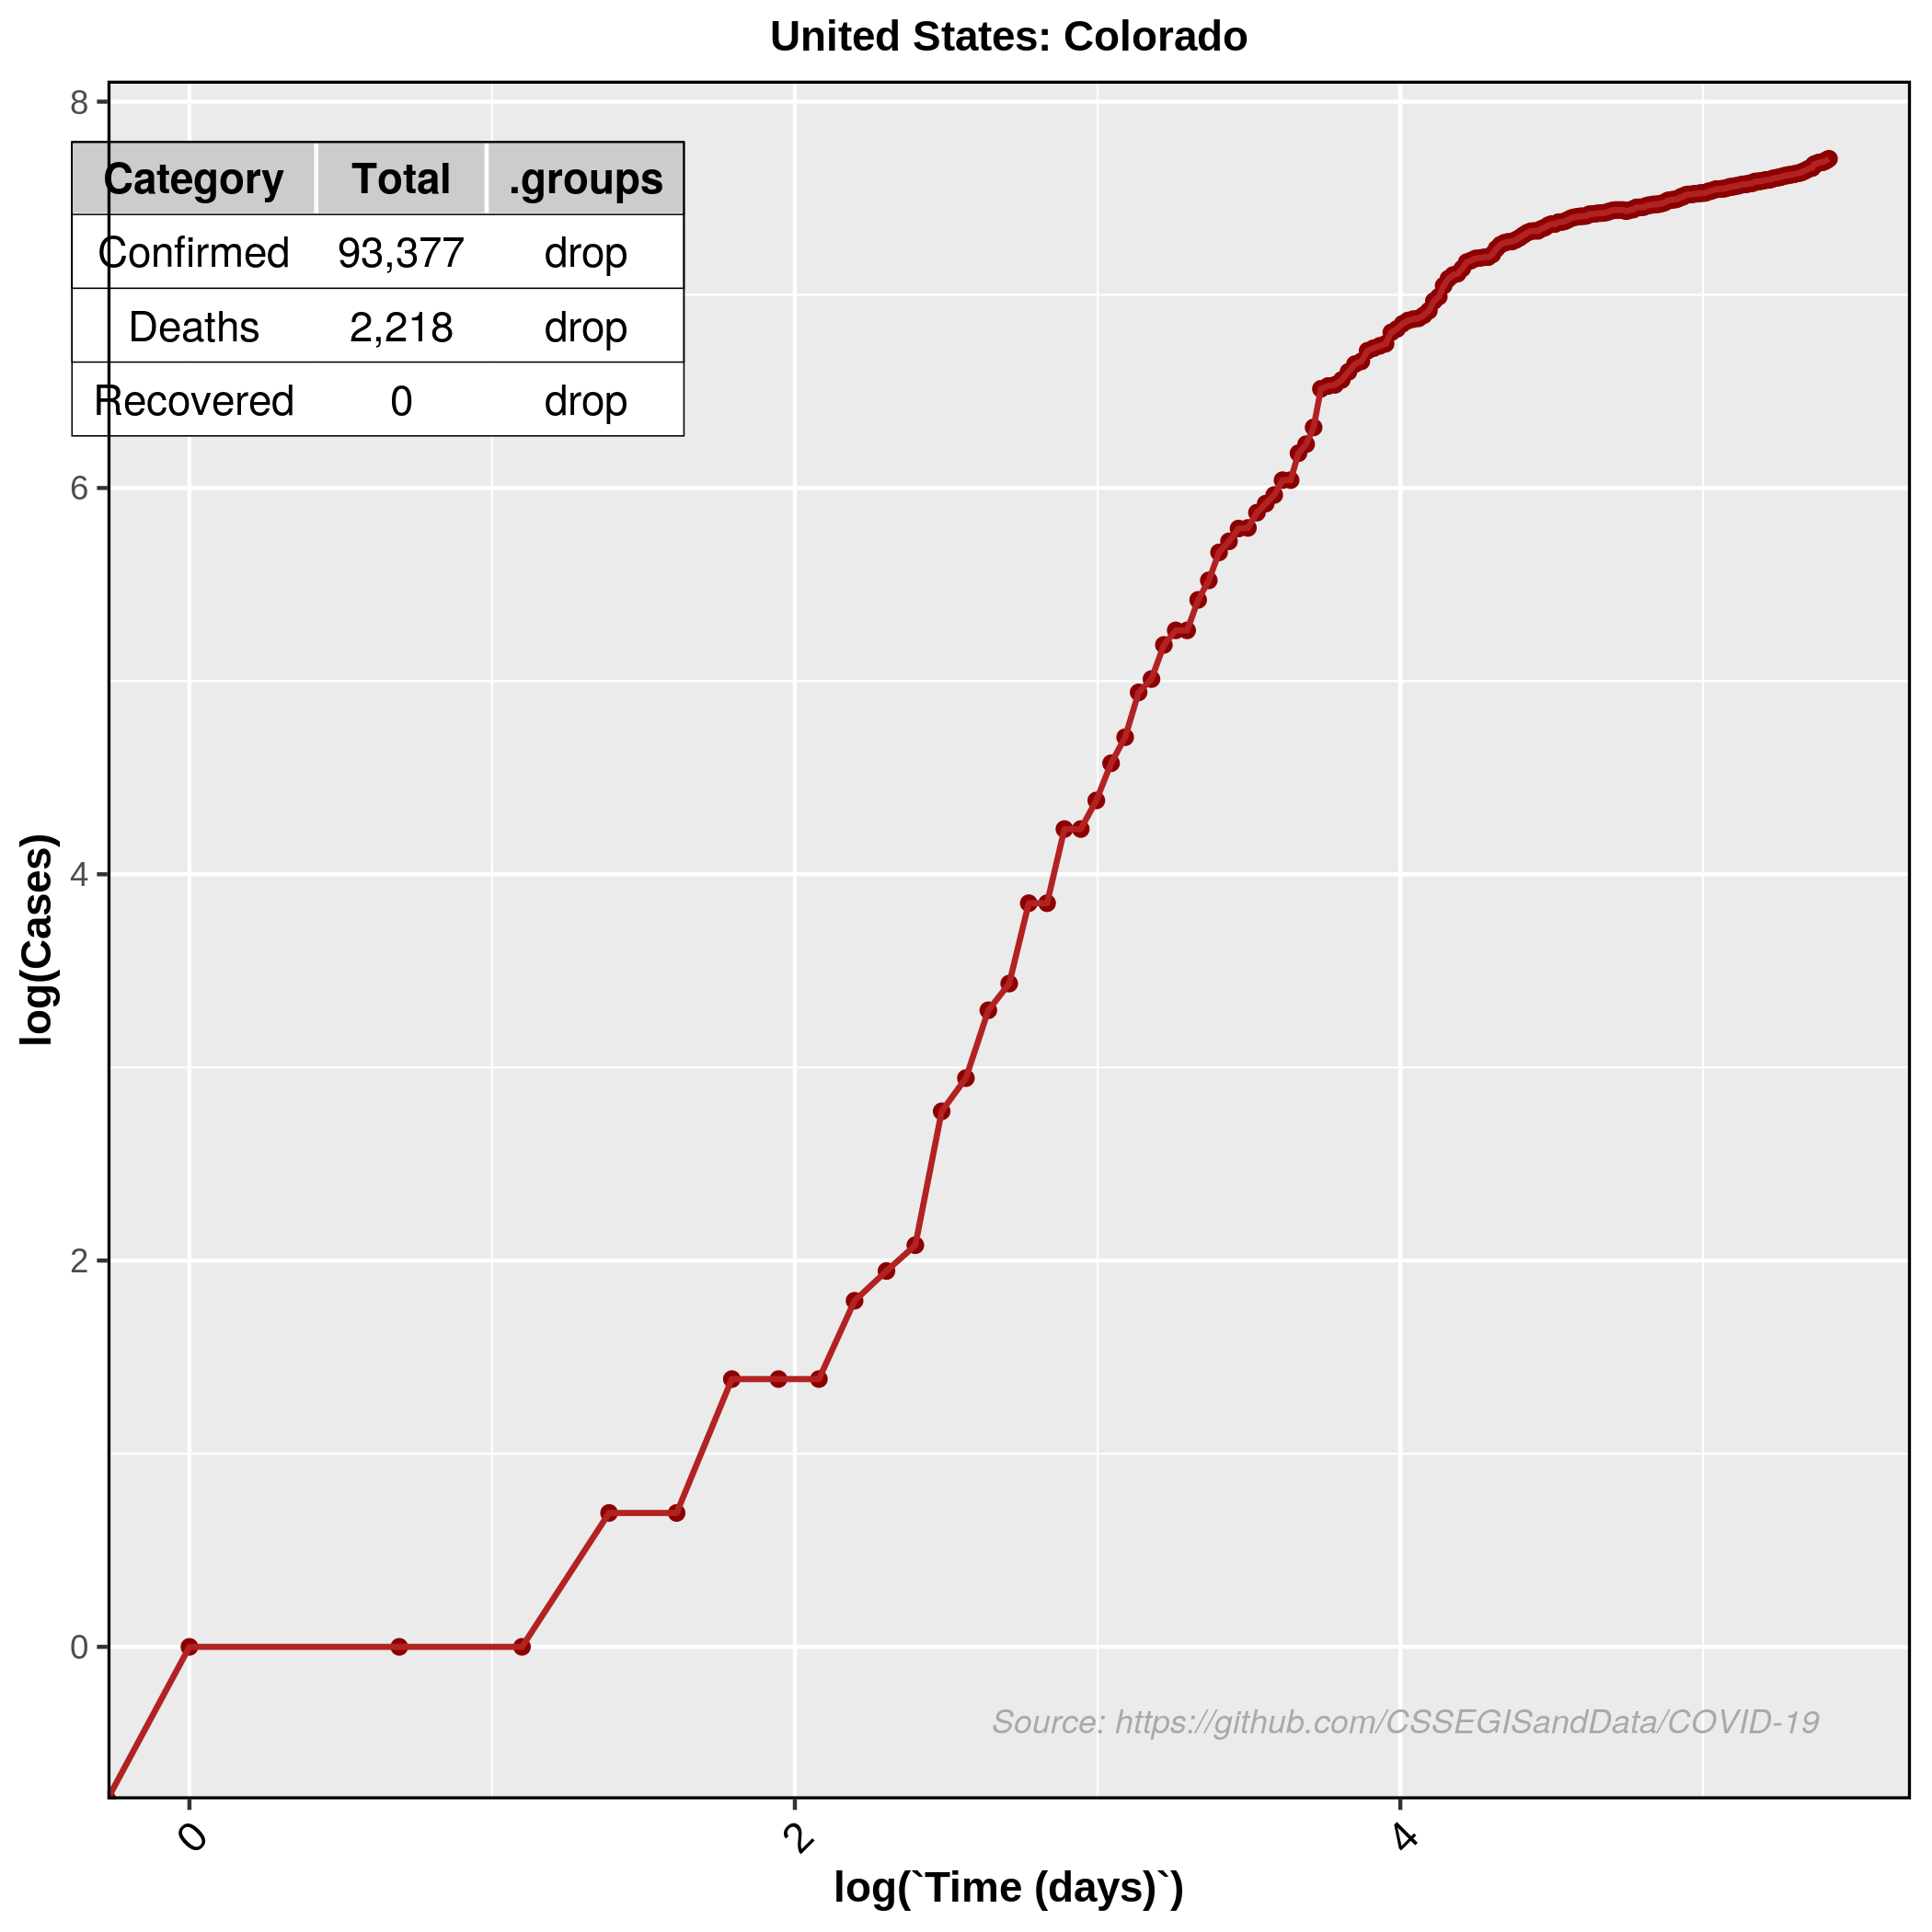 United States: Colorado
8
Category Total .groups
Confirmed 93,377 drop
Deaths 2,218 drop
Recovered 0 drop
6
4
log(Cases)
2
0
Source: https://github.com/CSSEGISandData/COVID-19
0 2 4
log(`Time (days)`)